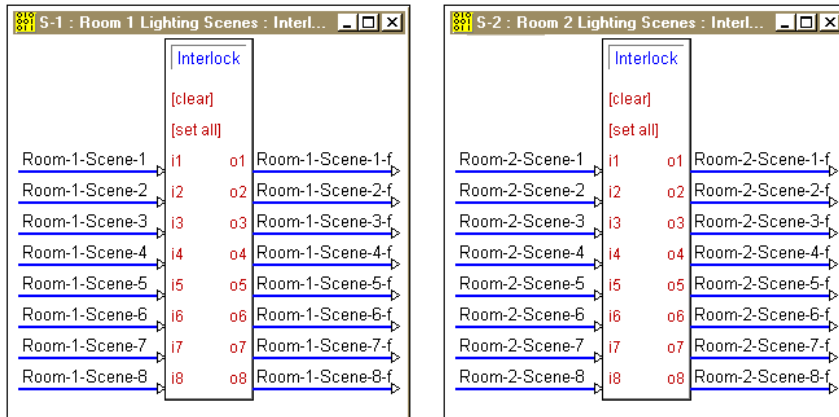 S-1 : Room 1 Lighting Scenes : Interl...
Interlock
[clear]
[set all]
Room-1-Scene-1 i1 o1 Room-1-Scene-1-f
Room-1-Scene-2 i2 o2 Room-1-Scene-2-f
Room-1-Scene-3 i3 o3 Room-1-Scene-3-f
Room-1-Scene-4 i4 o4 Room-1-Scene-4-f
Room-1-Scene-5 i5 o5 Room-1-Scene-5-f
Room-1-Scene-6 i6 o6 Room-1-Scene-6-f
Room-1-Scene-7 i7 o7 Room-1-Scene-7-f
Room-1-Scene-8 i8 o8 Room-1-Scene-8-f
S-2 : Room 2 Lighting Scenes : Interl...
Interlock
[clear]
[set all]
Room-2-Scene-1 i1 o1 Room-2-Scene-1-f
Room-2-Scene-2 i2 o2 Room-2-Scene-2-f
Room-2-Scene-3 i3 o3 Room-2-Scene-3-f
Room-2-Scene-4 i4 o4 Room-2-Scene-4-f
Room-2-Scene-5 i5 o5 Room-2-Scene-5-f
Room-2-Scene-6 i6 o6 Room-2-Scene-6-f
Room-2-Scene-7 i7 o7 Room-2-Scene-7-f
Room-2-Scene-8 i8 o8 Room-2-Scene-8-f